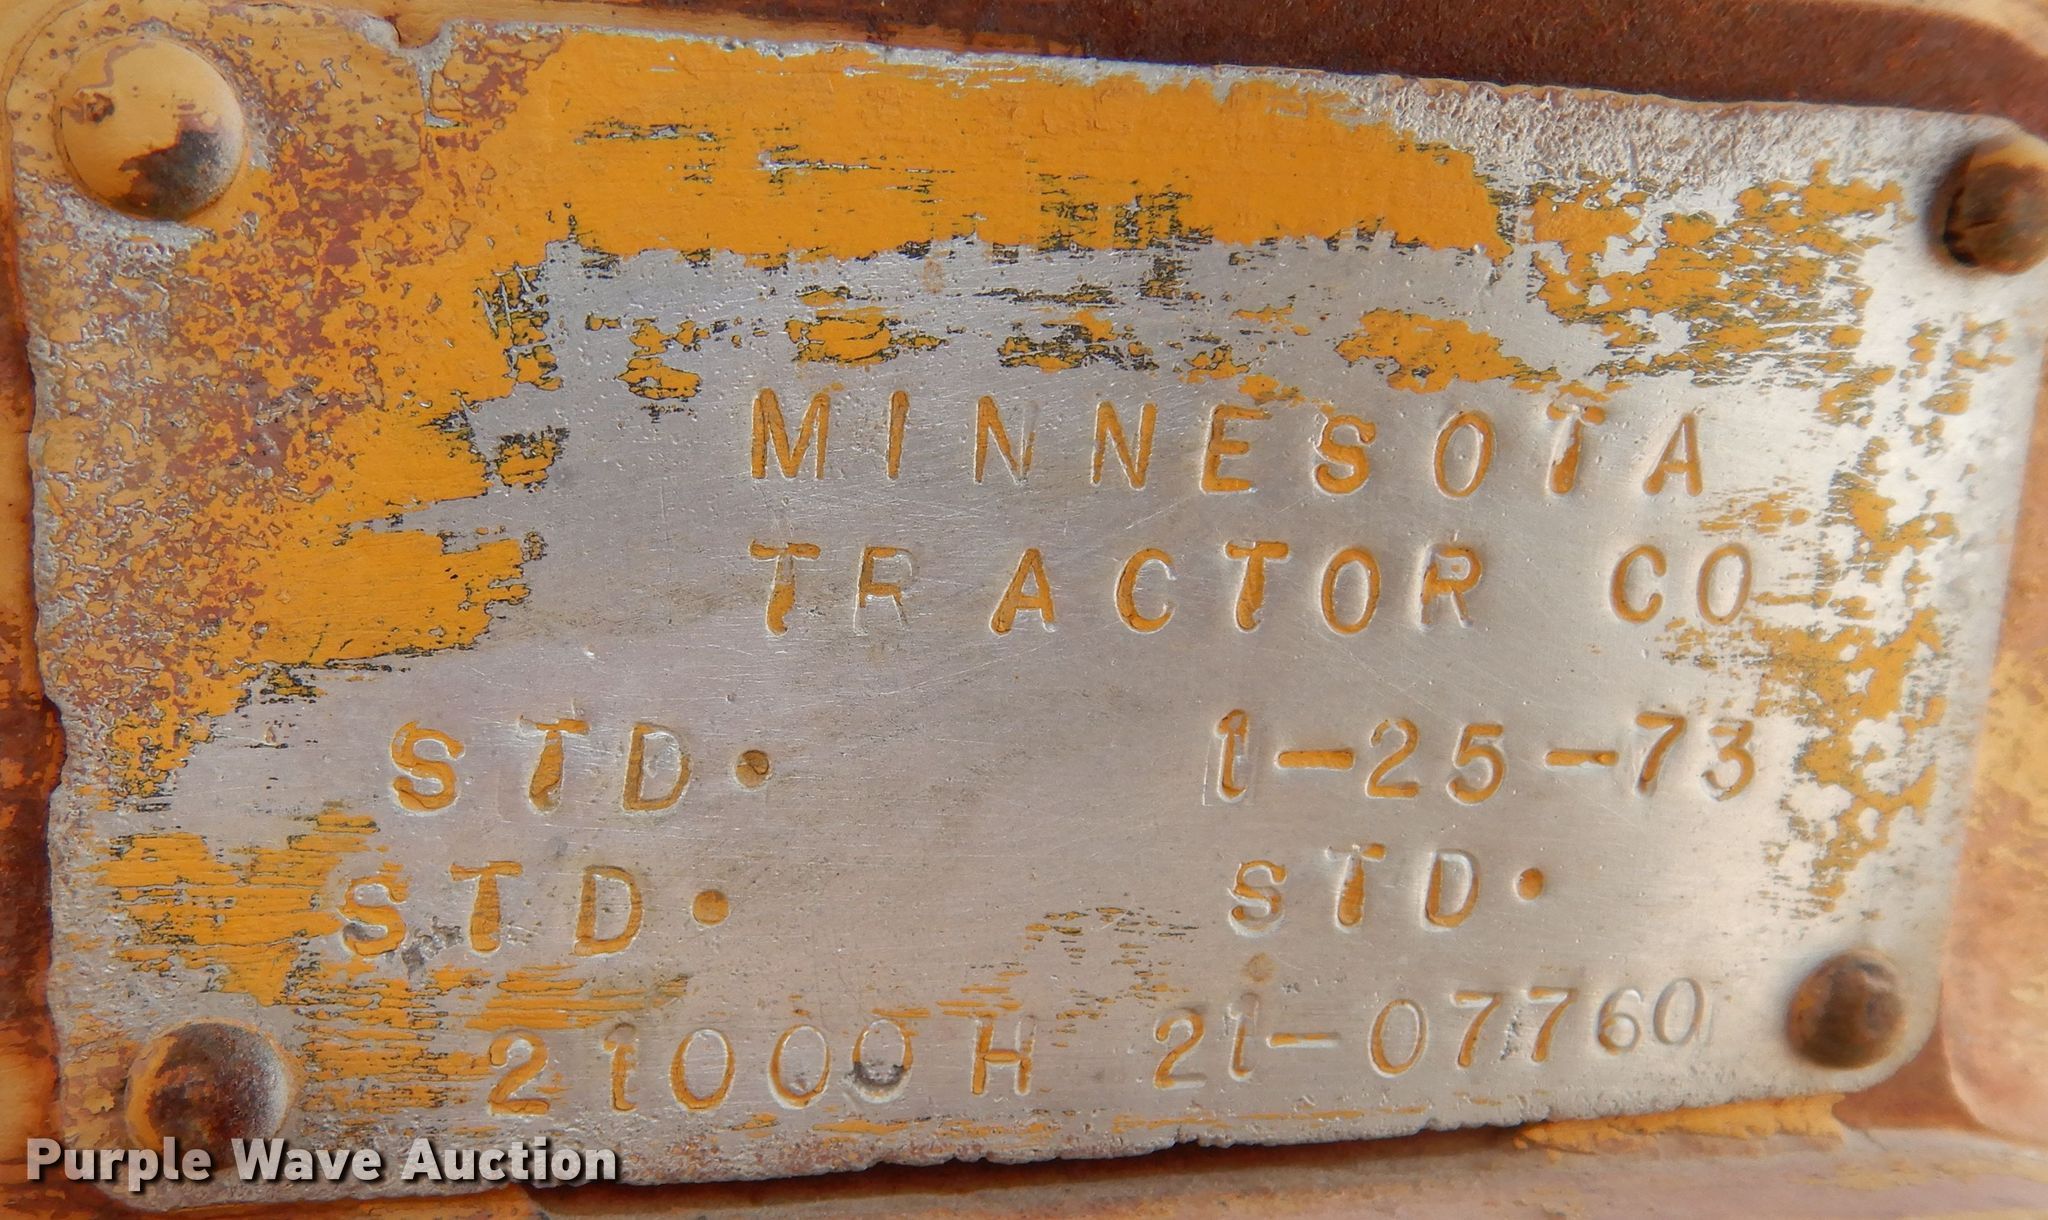 MINNESOTA
TRACTOR CO
STD. 1-25-73
STD. STD.
21000H 21-07760
Purple Wave Auction